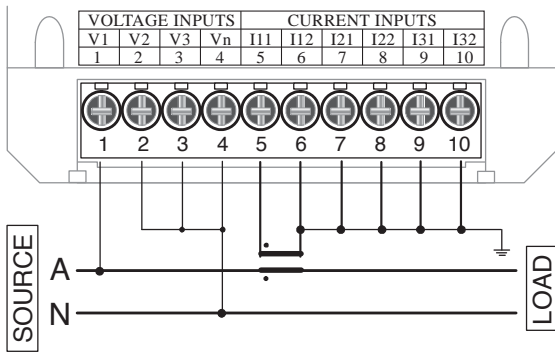 VOLTAGE INPUTS CURRENT INPUTS
V1 V2 V3 Vn I11 I12 I21 I22 I31 I32
1 2 3 4 5 6 7 8 9 10
1 2 3 4 5 6 7 8 9 10
SOURCE
A
N
LOAD